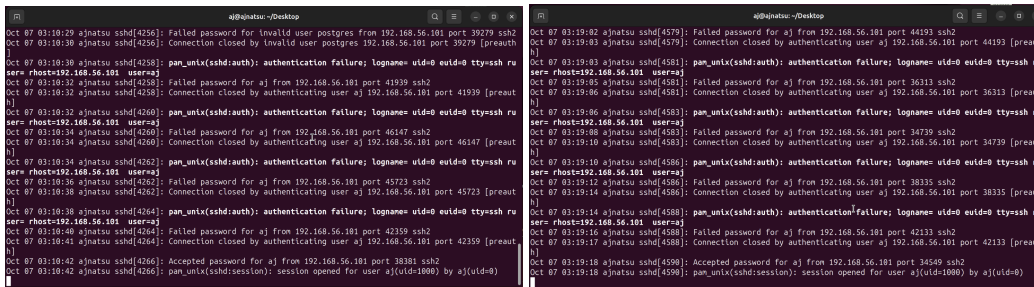 aj@ajnatsu: ~/Desktop
Oct 07 03:10:29 ajnatsu sshd[4256]: Failed password for invalid user postgres from 192.168.56.101 port 39279 ssh2
Oct 07 03:10:30 ajnatsu sshd[4256]: Connection closed by invalid user postgres 192.168.56.101 port 39279 [preauth
]
Oct 07 03:10:30 ajnatsu sshd[4258]: pam_unix(sshd:auth): authentication failure; logname= uid=0 euid=0 tty=ssh ru
ser= rhost=192.168.56.101  user=aj
Oct 07 03:10:32 ajnatsu sshd[4258]: Failed password for aj from 192.168.56.101 port 41939 ssh2
Oct 07 03:10:32 ajnatsu sshd[4258]: Connection closed by authenticating user aj 192.168.56.101 port 41939 [preaut
h]
Oct 07 03:10:32 ajnatsu sshd[4260]: pam_unix(sshd:auth): authentication failure; logname= uid=0 euid=0 tty=ssh ru
ser= rhost=192.168.56.101  user=aj
Oct 07 03:10:34 ajnatsu sshd[4260]: Failed password for aj from 192.168.56.101 port 46147 ssh2
Oct 07 03:10:34 ajnatsu sshd[4260]: Connection closed by authenticating user aj 192.168.56.101 port 46147 [preaut
h]
Oct 07 03:10:34 ajnatsu sshd[4262]: pam_unix(sshd:auth): authentication failure; logname= uid=0 euid=0 tty=ssh ru
ser= rhost=192.168.56.101  user=aj
Oct 07 03:10:36 ajnatsu sshd[4262]: Failed password for aj from 192.168.56.101 port 45723 ssh2
Oct 07 03:10:38 ajnatsu sshd[4262]: Connection closed by authenticating user aj 192.168.56.101 port 45723 [preaut
h]
Oct 07 03:10:38 ajnatsu sshd[4264]: pam_unix(sshd:auth): authentication failure; logname= uid=0 euid=0 tty=ssh ru
ser= rhost=192.168.56.101  user=aj
Oct 07 03:10:40 ajnatsu sshd[4264]: Failed password for aj from 192.168.56.101 port 42359 ssh2
Oct 07 03:10:41 ajnatsu sshd[4264]: Connection closed by authenticating user aj 192.168.56.101 port 42359 [preaut
h]
Oct 07 03:10:42 ajnatsu sshd[4266]: Accepted password for aj from 192.168.56.101 port 38381 ssh2
Oct 07 03:10:42 ajnatsu sshd[4266]: pam_unix(sshd:session): session opened for user aj(uid=1000) by aj(uid=0)
aj@ajnatsu: ~/Desktop
Oct 07 03:19:02 ajnatsu sshd[4579]: Failed password for aj from 192.168.56.101 port 44193 ssh2
Oct 07 03:19:03 ajnatsu sshd[4579]: Connection closed by authenticating user aj 192.168.56.101 port 44193 [preau
h]
Oct 07 03:19:03 ajnatsu sshd[4581]: pam_unix(sshd:auth): authentication failure; logname= uid=0 euid=0 tty=ssh
ser= rhost=192.168.56.101  user=aj
Oct 07 03:19:05 ajnatsu sshd[4581]: Failed password for aj from 192.168.56.101 port 36313 ssh2
Oct 07 03:19:06 ajnatsu sshd[4581]: Connection closed by authenticating user aj 192.168.56.101 port 36313 [preau
h]
Oct 07 03:19:06 ajnatsu sshd[4583]: pam_unix(sshd:auth): authentication failure; logname= uid=0 euid=0 tty=ssh
ser= rhost=192.168.56.101  user=aj
Oct 07 03:19:08 ajnatsu sshd[4583]: Failed password for aj from 192.168.56.101 port 34739 ssh2
Oct 07 03:19:10 ajnatsu sshd[4583]: Connection closed by authenticating user aj 192.168.56.101 port 34739 [preau
h]
Oct 07 03:19:10 ajnatsu sshd[4586]: pam_unix(sshd:auth): authentication failure; logname= uid=0 euid=0 tty=ssh
ser= rhost=192.168.56.101  user=aj
Oct 07 03:19:12 ajnatsu sshd[4586]: Failed password for aj from 192.168.56.101 port 38335 ssh2
Oct 07 03:19:14 ajnatsu sshd[4586]: Connection closed by authenticating user aj 192.168.56.101 port 38335 [preau
h]
Oct 07 03:19:14 ajnatsu sshd[4588]: pam_unix(sshd:auth): authentication failure; logname= uid=0 euid=0 tty=ssh
ser= rhost=192.168.56.101  user=aj
Oct 07 03:19:16 ajnatsu sshd[4588]: Failed password for aj from 192.168.56.101 port 42133 ssh2
Oct 07 03:19:17 ajnatsu sshd[4588]: Connection closed by authenticating user aj 192.168.56.101 port 42133 [preau
h]
Oct 07 03:19:18 ajnatsu sshd[4590]: Accepted password for aj from 192.168.56.101 port 34549 ssh2
Oct 07 03:19:18 ajnatsu sshd[4590]: pam_unix(sshd:session): session opened for user aj(uid=1000) by aj(uid=0)